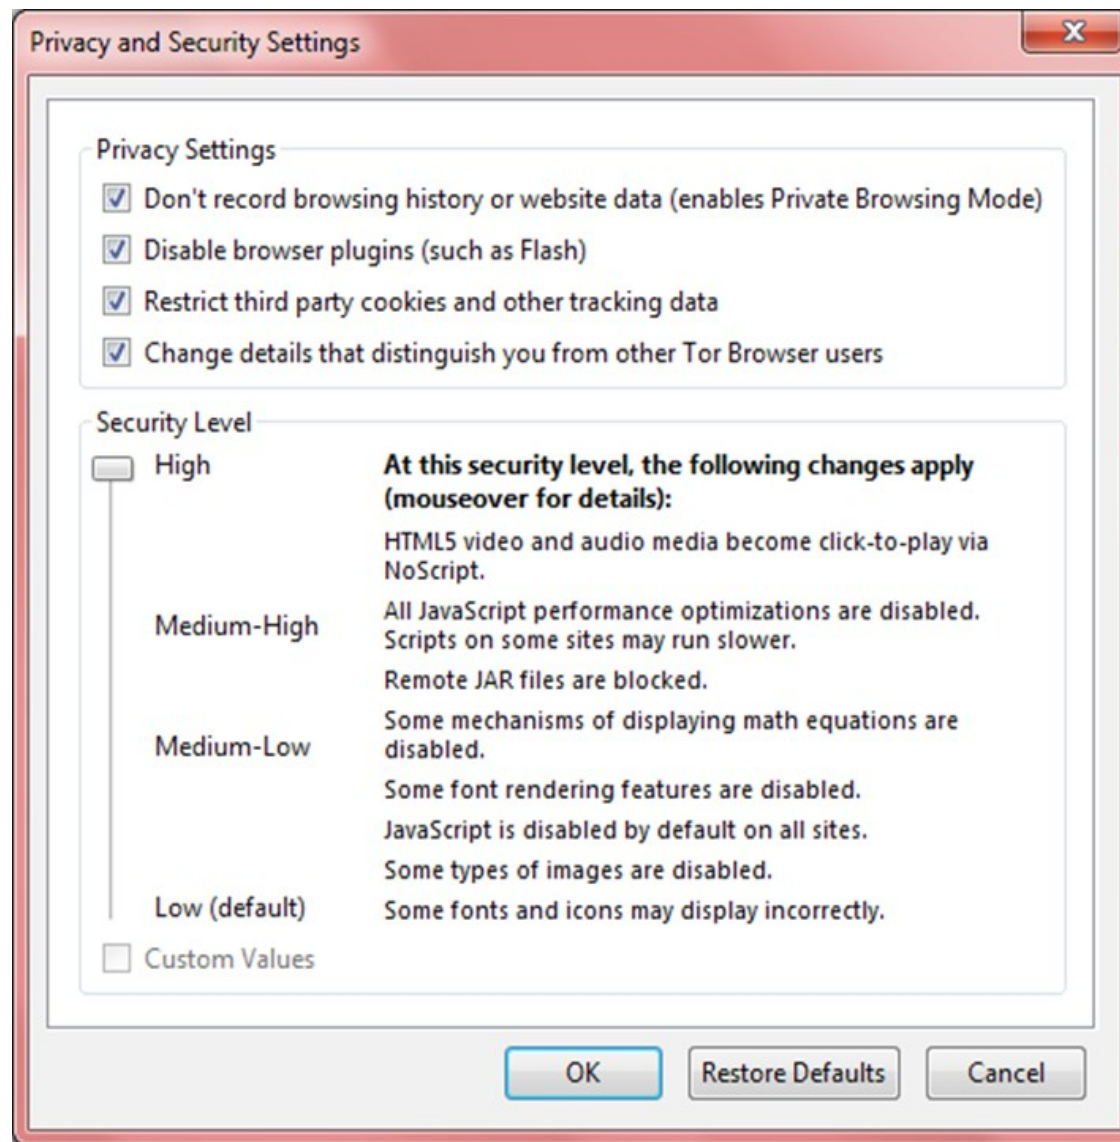 Privacy and Security Settings
Privacy Settings
Don't record browsing history or website data (enables Private Browsing Mode)
Disable browser plugins (such as Flash)
Restrict third party cookies and other tracking data
Change details that distinguish you from other Tor Browser users
Security Level
High
At this security level, the following changes apply
(mouseover for details):
HTML5 video and audio media become click-to-play via
NoScript.
Medium-High
All JavaScript performance optimizations are disabled.
Scripts on some sites may run slower.
Remote JAR files are blocked.
Medium-Low
Some mechanisms of displaying math equations are
disabled.
Some font rendering features are disabled.
JavaScript is disabled by default on all sites.
Some types of images are disabled.
Low (default)
Some fonts and icons may display incorrectly.
Custom Values
OK
Restore Defaults
Cancel